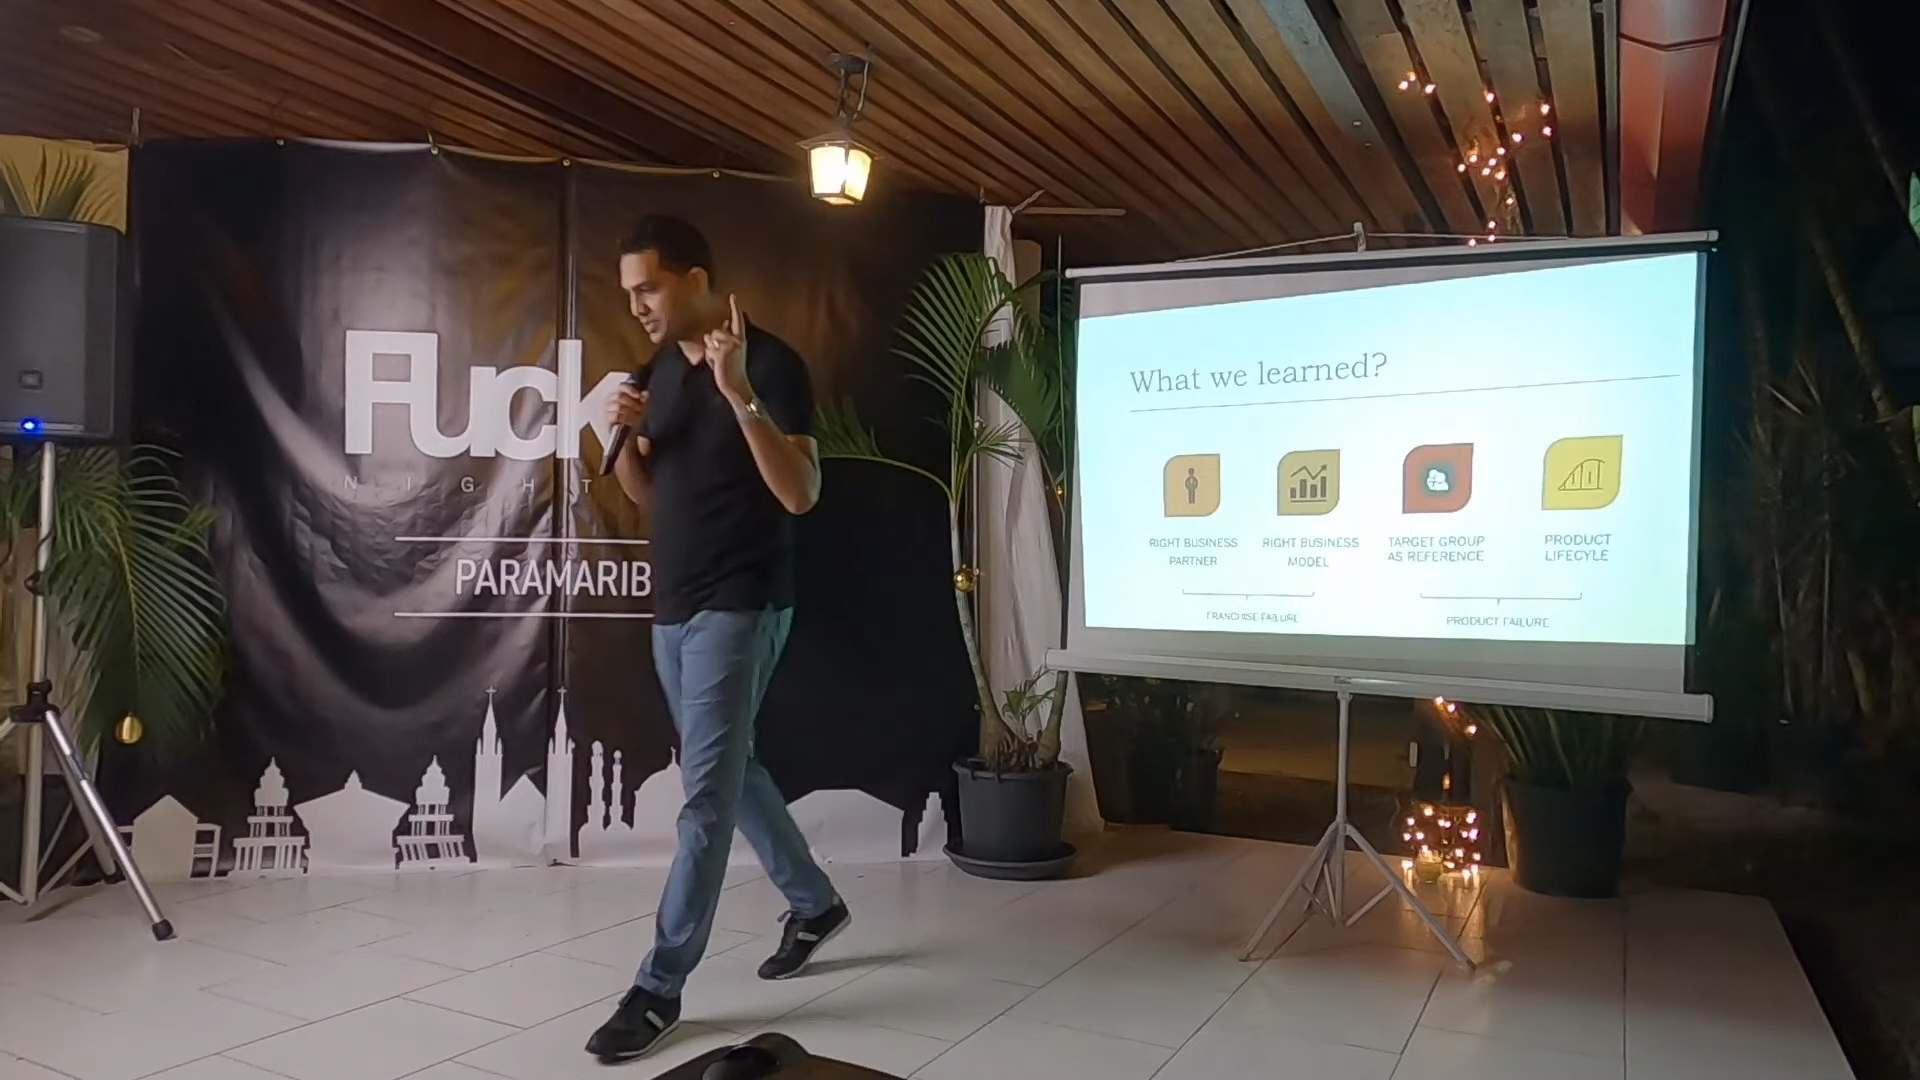 Fuck
NIGHT
PARAMARIB
What we learned?
RIGHT BUSINESS
PARTNER
RIGHT BUSINESS
MODEL
TARGET GROUP
AS REFERENCE
PRODUCT
LIFECYLE
FRANCHISE FAILURE
PRODUCT FAILURE